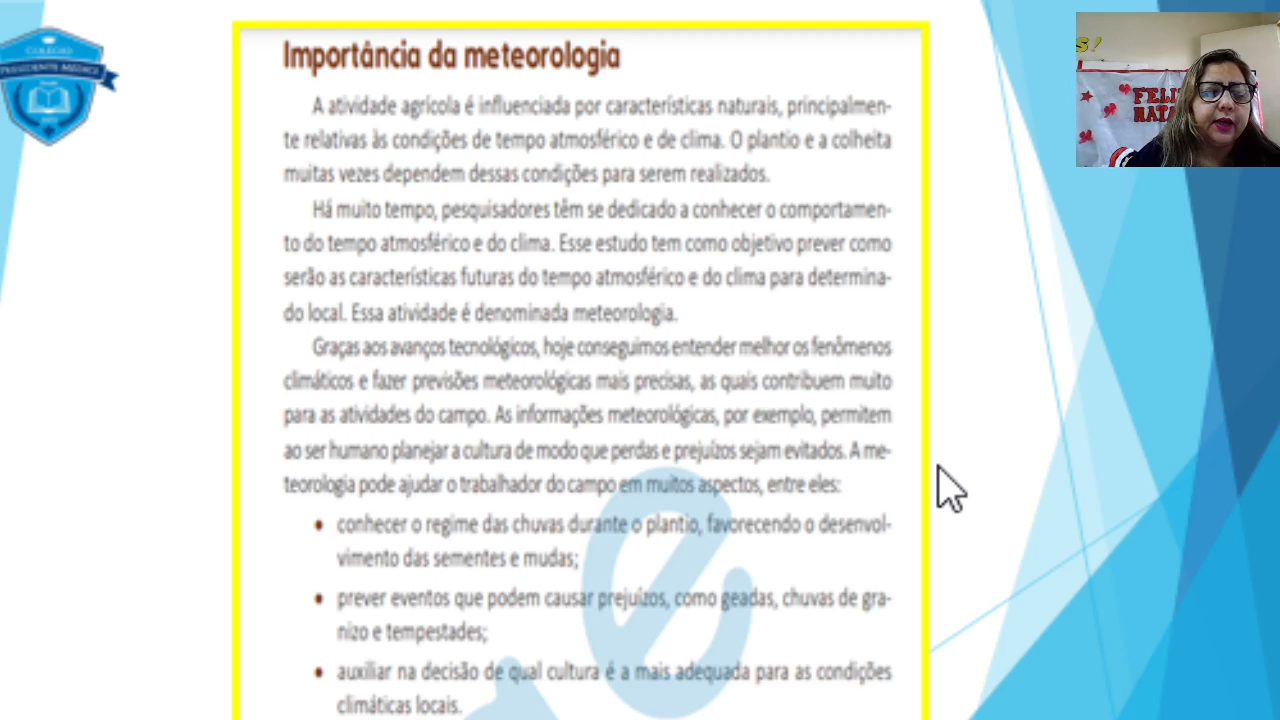 COLÉGIO
PRESIDENTE MÉDICI
Importância da meteorologia
A atividade agrícola é influenciada por características naturais, principalmen-
te relativas às condições de tempo atmosférico e de clima. O plantio e a colheita
muitas vezes dependem dessas condições para serem realizados.
Há muito tempo, pesquisadores têm se dedicado a conhecer o comportamen-
to do tempo atmosférico e do clima. Esse estudo tem como objetivo prever como
serão as características futuras do tempo atmosférico e do clima para determina-
do local. Essa atividade é denominada meteorologia.
Graças aos avanços tecnológicos, hoje conseguimos entender melhor os fenômenos
climáticos e fazer previsões meteorológicas mais precisas, as quais contribuem muito
para as atividades do campo. As informações meteorológicas, por exemplo, permitem
ao ser humano planejar a cultura de modo que perdas e prejuízos sejam evitados. A me-
teorologia pode ajudar o trabalhador do campo em muitos aspectos, entre eles:
• conhecer o regime das chuvas durante o plantio, favorecendo o desenvol-
vimento das sementes e mudas;
• prever eventos que podem causar prejuízos, como geadas, chuvas de gra-
nizo e tempestades;
• auxiliar na decisão de qual cultura é a mais adequada para as condições
climáticas locais.
S!
FELI
NATA